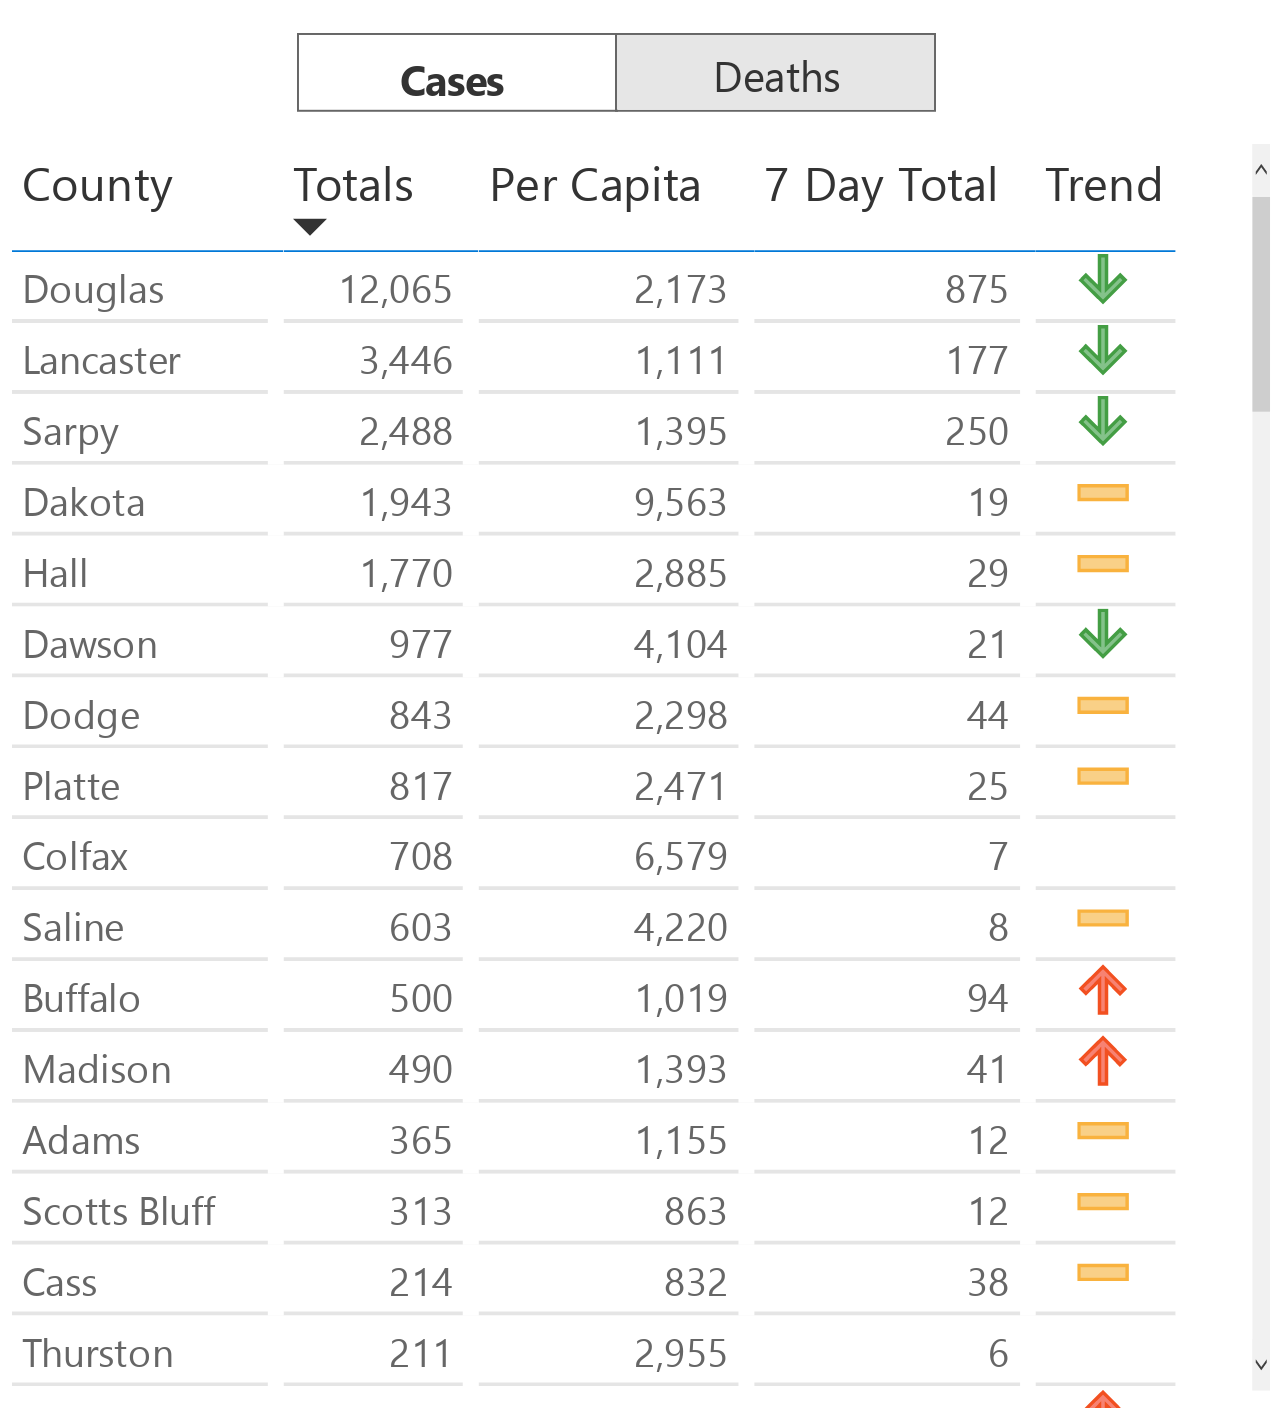 Cases Deaths
County Totals Per Capita 7 Day Total Trend
Douglas 12,065 2,173 875
Lancaster 3,446 1,111 177
Sarpy 2,488 1,395 250
Dakota 1,943 9,563 19
Hall 1,770 2,885 29
Dawson 977 4,104 21
Dodge 843 2,298 44
Platte 817 2,471 25
Colfax 708 6,579 7
Saline 603 4,220 8
Buffalo 500 1,019 94
Madison 490 1,393 41
Adams 365 1,155 12
Scotts Bluff 313 863 12
Cass 214 832 38
Thurston 211 2,955 6